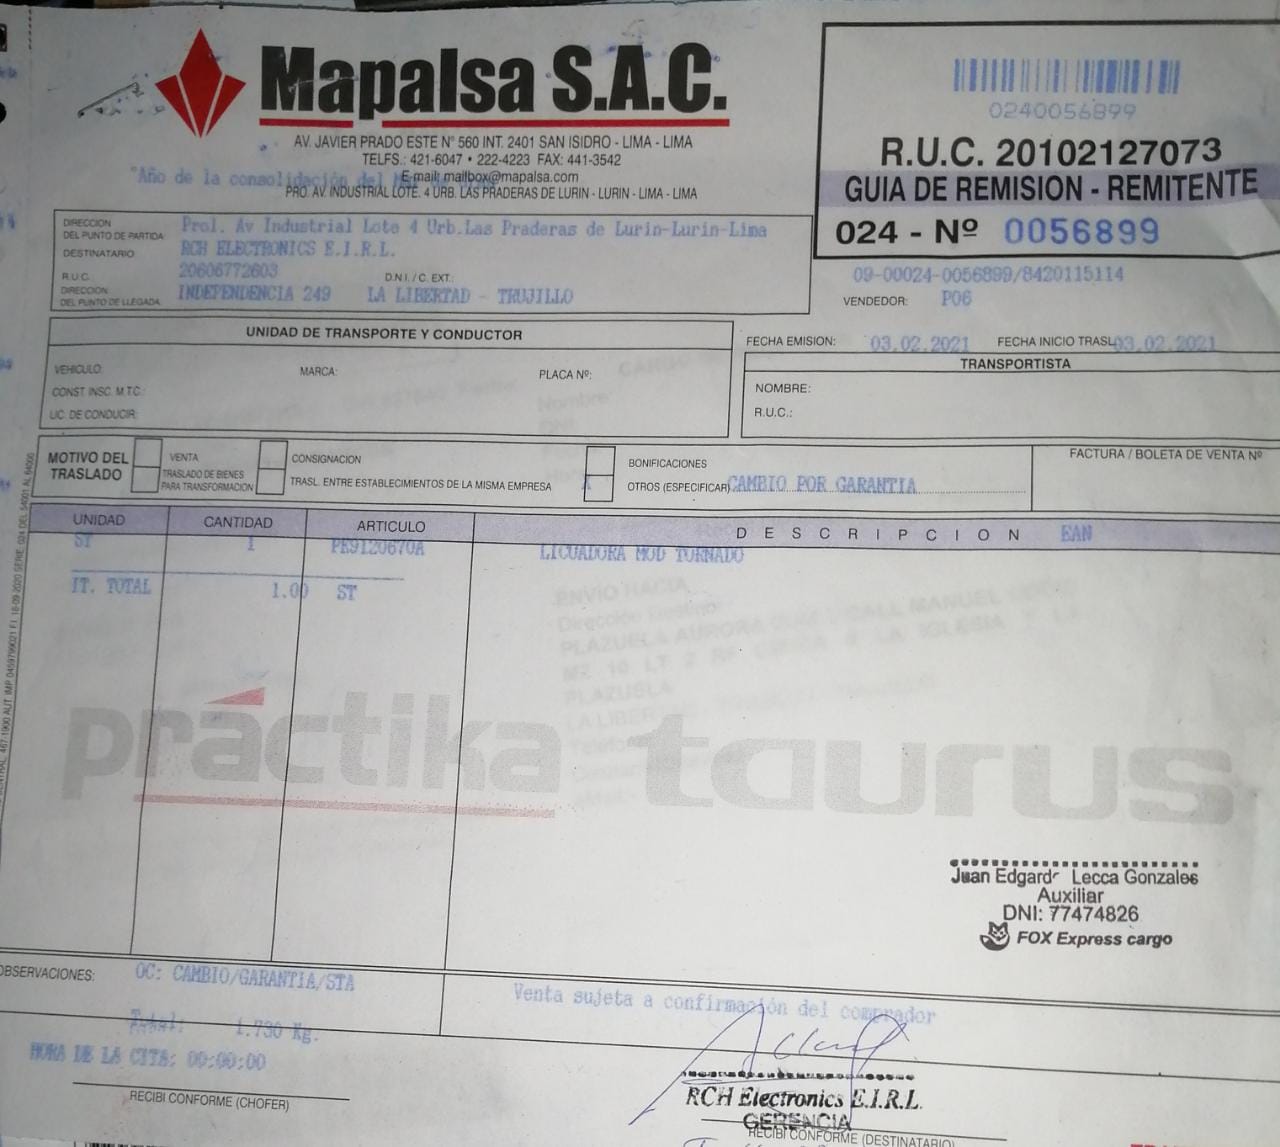 Mapalsa S.A.C.
AV. JAVIER PRADO ESTE N° 560 INT. 2401 SAN ISIDRO - LIMA - LIMA
TELFS.: 421-6047 • 222-4223 FAX: 441-3542
"Año de la consolidación del
E-mail: mailbox@mapalsa.com
PRO. AV. INDUSTRIAL LOTE. 4 URB. LAS PRADERAS DE LURIN - LURIN - LIMA - LIMA
0240056899
R.U.C. 20102127073
GUIA DE REMISION - REMITENTE
024 - Nº 0056899
09-00024-0056899/8420115114
VENDEDOR: P06
DIRECCION
DEL PUNTO DE PARTIDA: Prol. Av Industrial Lote 4 Urb.Las Praderas de Lurin-Lurin-Lima
DESTINATARIO: RCH ELECTRONICS E.I.R.L.
R.U.C.: 20606772603 D.N.I. /C. EXT.:
DIRECCION
DEL PUNTO DE LLEGADA: INDEPENDENCIA 249 LA LIBERTAD - TRUJILLO
UNIDAD DE TRANSPORTE Y CONDUCTOR
VEHICULO: MARCA: PLACA Nº:
CONST INSC. M.T.C.:
LIC. DE CONDUCIR:
FECHA EMISION: 03.02.2021 FECHA INICIO TRASL 03.02.2021
TRANSPORTISTA
NOMBRE:
R.U.C.:
MOTIVO DEL
TRASLADO
VENTA
TRASLADO DE BIENES
PARA TRANSFORMACION
CONSIGNACION
TRASL. ENTRE ESTABLECIMIENTOS DE LA MISMA EMPRESA
BONIFICACIONES
X OTROS (ESPECIFICAR) CAMBIO POR GARANTIA
FACTURA / BOLETA DE VENTA Nº
UNIDAD CANTIDAD ARTICULO DESCRIPCION EAN
ST 1 PE9120670A LICUADORA MOD TORNADO
IT. TOTAL 1.00 ST
ENVIO HACIA
práctika taurus
Juan Edgard Lecca Gonzales
Auxiliar
DNI: 77474826
FOX Express cargo
OBSERVACIONES: OC: CAMBIO/GARANTIA/STA
Venta sujeta a confirmación del comprador
Total: 1.730 Kg.
HORA DE LA CITA: 00:00:00
RECIBI CONFORME (CHOFER)
RCH Electronics E.I.R.L.
GERENCIA
RECIBI CONFORME (DESTINATARIO)